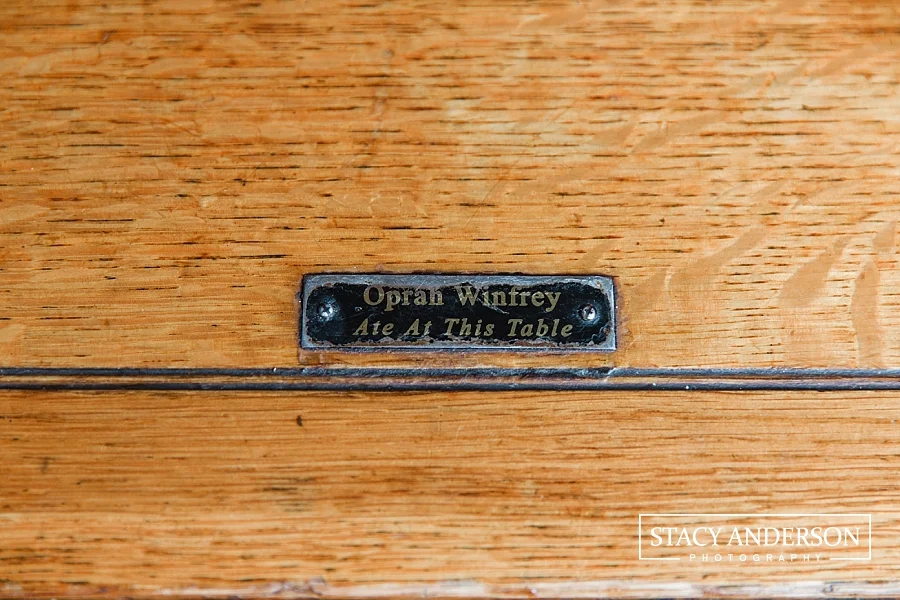 Oprah Winfrey
Ate At This Table
STACY ANDERSON
PHOTOGRAPHY